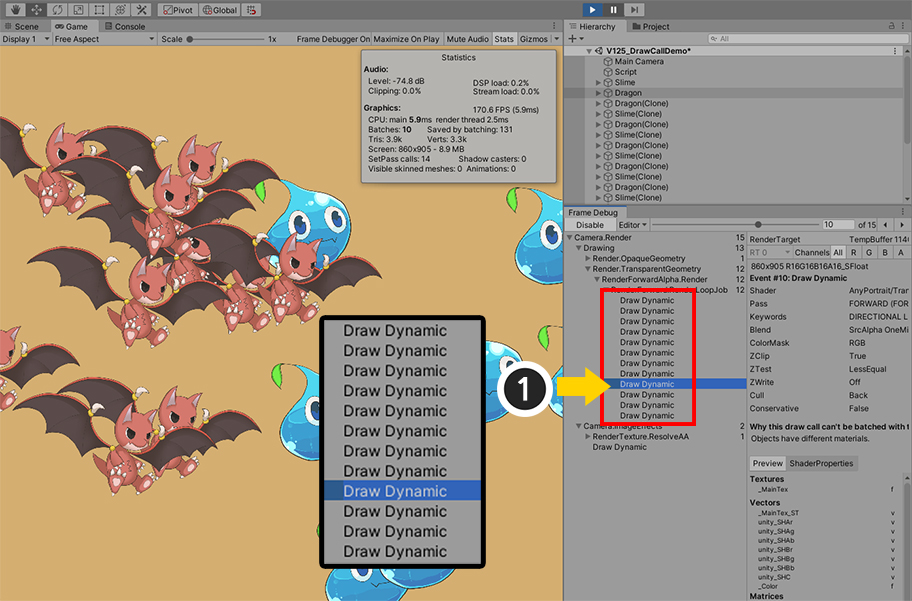 Pivot Global
Scene Game Console
Display 1 Free Aspect Scale 1x Frame Debugger On Maximize On Play Mute Audio Stats Gizmos
Statistics
Audio:
Level: -74.8 dB DSP load: 0.2%
Clipping: 0.0% Stream load: 0.0%
Graphics: 170.6 FPS (5.9ms)
CPU: main 5.9ms render thread 2.5ms
Batches: 10 Saved by batching: 131
Tris: 3.9k Verts: 3.3k
Screen: 860x905 - 8.9 MB
SetPass calls: 14 Shadow casters: 0
Visible skinned meshes: 0 Animations: 0
Hierarchy Project
All
V125_DrawCallDemo*
Main Camera
Script
Slime
Dragon
Dragon(Clone)
Slime(Clone)
Dragon(Clone)
Slime(Clone)
Dragon(Clone)
Slime(Clone)
Dragon(Clone)
Slime(Clone)
Dragon(Clone)
Slime(Clone)
Frame Debug
Disable Editor 10 of 15
Camera.Render 15
Drawing 13
Render.OpaqueGeometry 1
Render.TransparentGeometry 12
RenderForwardAlpha.Render 12
LoopJob 12
Draw Dynamic
Draw Dynamic
Draw Dynamic
Draw Dynamic
Draw Dynamic
Draw Dynamic
Draw Dynamic
Draw Dynamic
Draw Dynamic
Draw Dynamic
Draw Dynamic
Draw Dynamic
Camera.ImageEffects 2
RenderTexture.ResolveAA 1
Draw Dynamic
RenderTarget TempBuffer 114
RT 0 Channels All R G B A
860x905 R16G16B16A16_SFloat
Event #10: Draw Dynamic
Shader AnyPortrait/Tran
Pass FORWARD (FOR
Keywords DIRECTIONAL L
Blend SrcAlpha OneMi
ColorMask RGB
ZClip True
ZTest LessEqual
ZWrite Off
Cull Back
Conservative False
Why this draw call can't be batched with t
Objects have different materials.
Preview ShaderProperties
Textures
_MainTex f
Vectors
_MainTex_ST v
unity_SHAr v
unity_SHAg v
unity_SHAb v
unity_SHBr v
unity_SHBg v
unity_SHBb v
unity_SHC v
_Color f
Matrices
Draw Dynamic
Draw Dynamic
Draw Dynamic
Draw Dynamic
Draw Dynamic
Draw Dynamic
Draw Dynamic
Draw Dynamic
Draw Dynamic
Draw Dynamic
Draw Dynamic
Draw Dynamic
1